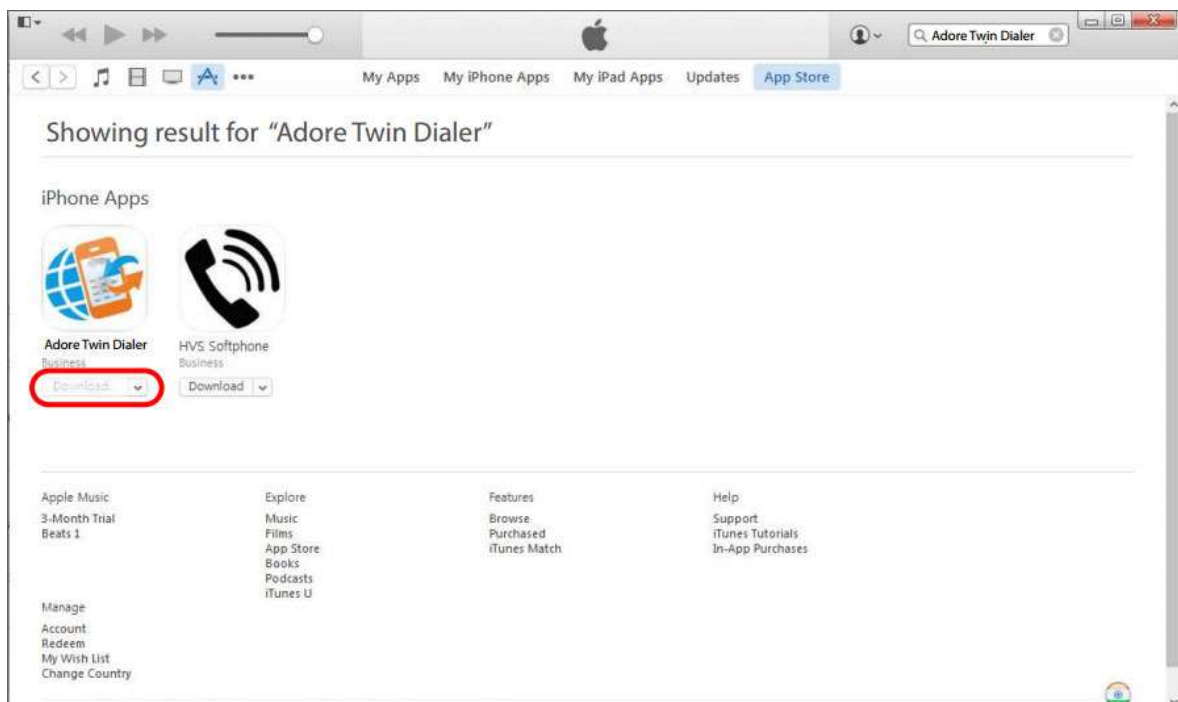 Adore Twin Dialer
My Apps My iPhone Apps My iPad Apps Updates App Store
Showing result for “Adore Twin Dialer”
iPhone Apps
Adore Twin Dialer HVS Softphone
Business Business
Download Download
Apple Music Explore Features Help
3-Month Trial Music Browse Support
Beats 1 Films Purchased iTunes Tutorials
App Store iTunes Match In-App Purchases
Books
Podcasts
iTunes U
Manage
Account
Redeem
My Wish List
Change Country